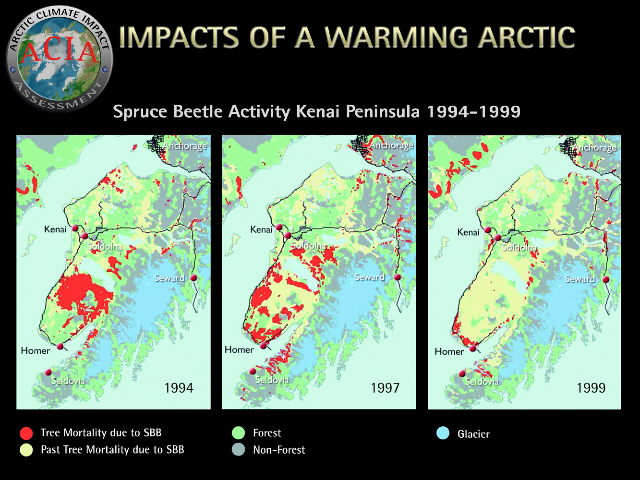 ARCTIC CLIMATE IMPACT
ACIA
ASSESSMENT
IMPACTS OF A WARMING ARCTIC
Spruce Beetle Activity Kenai Peninsula 1994-1999
Anchorage
Kenai
Soldotna
Seward
Homer
Seldovia
1994
Anchorage
Kenai
Soldotna
Seward
Homer
Seldovia
1997
Anchorage
Kenai
Soldotna
Seward
Homer
Seldovia
1999
Tree Mortality due to SBB
Past Tree Mortality due to SBB
Forest
Non-Forest
Glacier